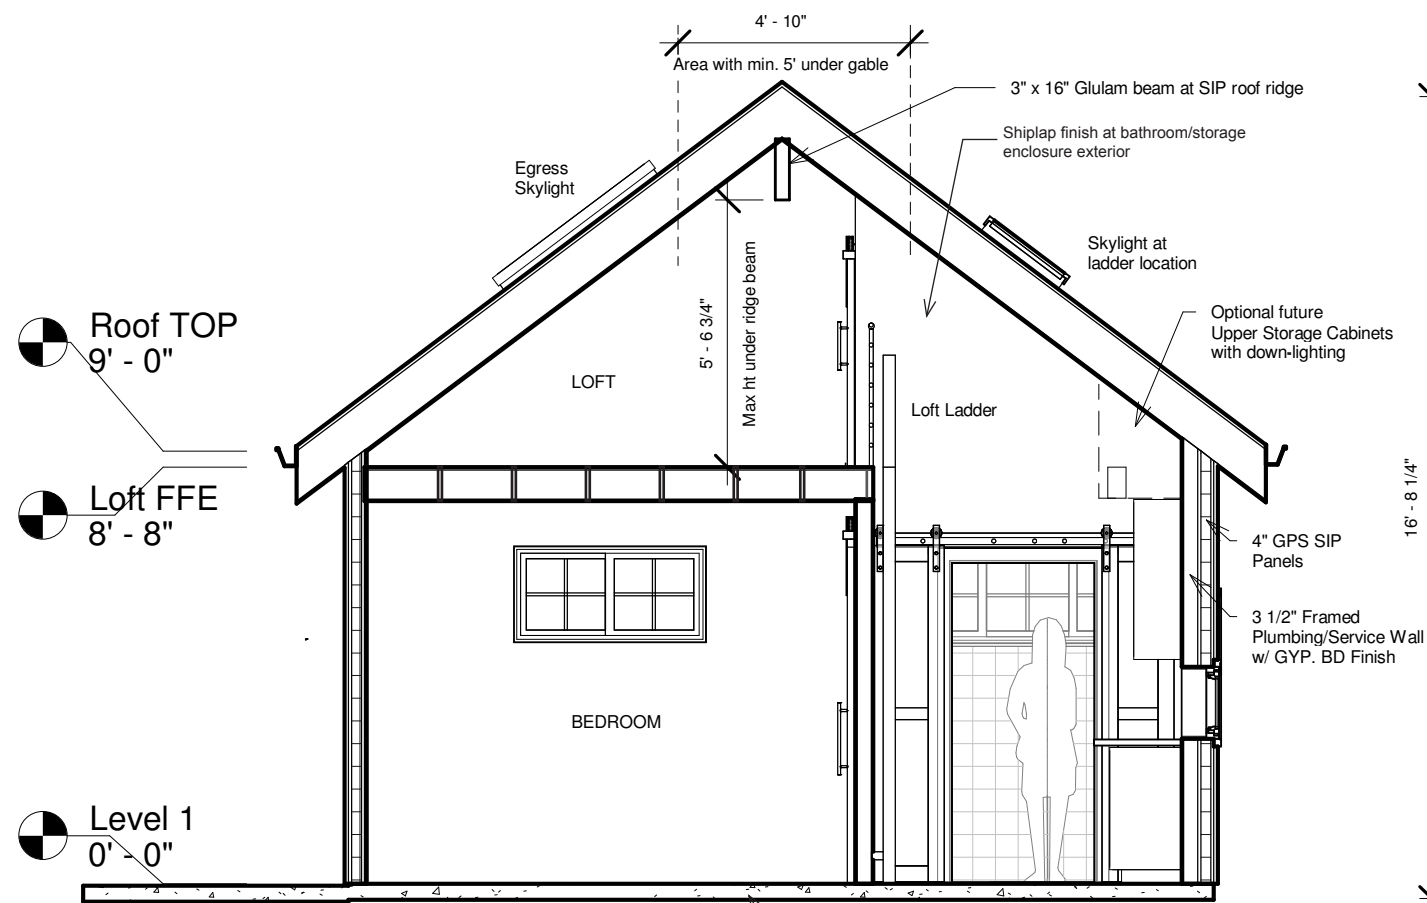 4' - 10"
Area with min. 5' under gable
3" x 16" Glulam beam at SIP roof ridge
Shiplap finish at bathroom/storage
enclosure exterior
Egress
Skylight
Skylight at
ladder location
Roof TOP
9' - 0"
5' - 6 3/4"
Max ht under ridge beam
Optional future
Upper Storage Cabinets
with down-lighting
LOFT
Loft Ladder
Loft FFE
8' - 8"
16' - 8 1/4"
4" GPS SIP
Panels
3 1/2" Framed
Plumbing/Service Wall
w/ GYP. BD Finish
BEDROOM
Level 1
0' - 0"